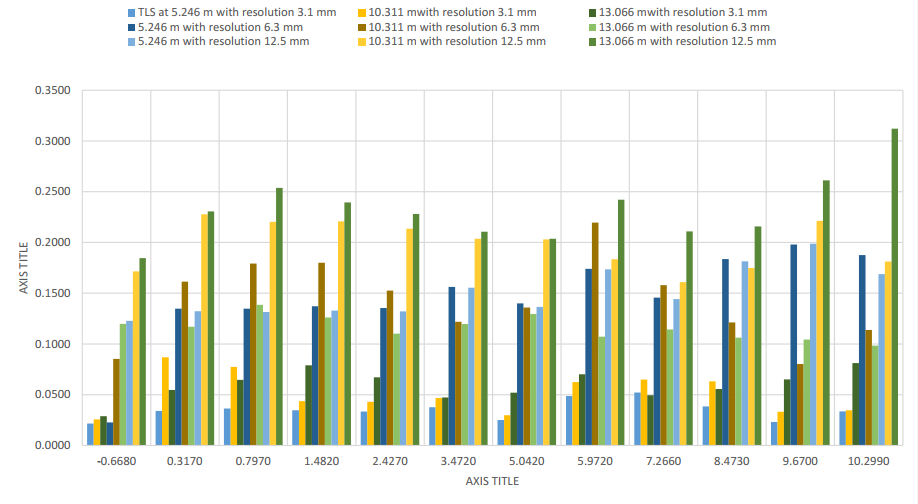 TLS at 5.246 m with resolution 3.1 mm 10.311 mwith resolution 3.1 mm 13.066 mwith resolution 3.1 mm
5.246 m with resolution 6.3 mm 10.311 m with resolution 6.3 mm 13.066 m with resolution 6.3 mm
5.246 m with resolution 12.5 mm 10.311 m with resolution 12.5 mm 13.066 m with resolution 12.5 mm
0.3500
0.3000
0.2500
0.2000
0.1500
0.1000
0.0500
0.0000
AXIS TITLE
-0.6680 0.3170 0.7970 1.4820 2.4270 3.4720 5.0420 5.9720 7.2660 8.4730 9.6700 10.2990
AXIS TITLE